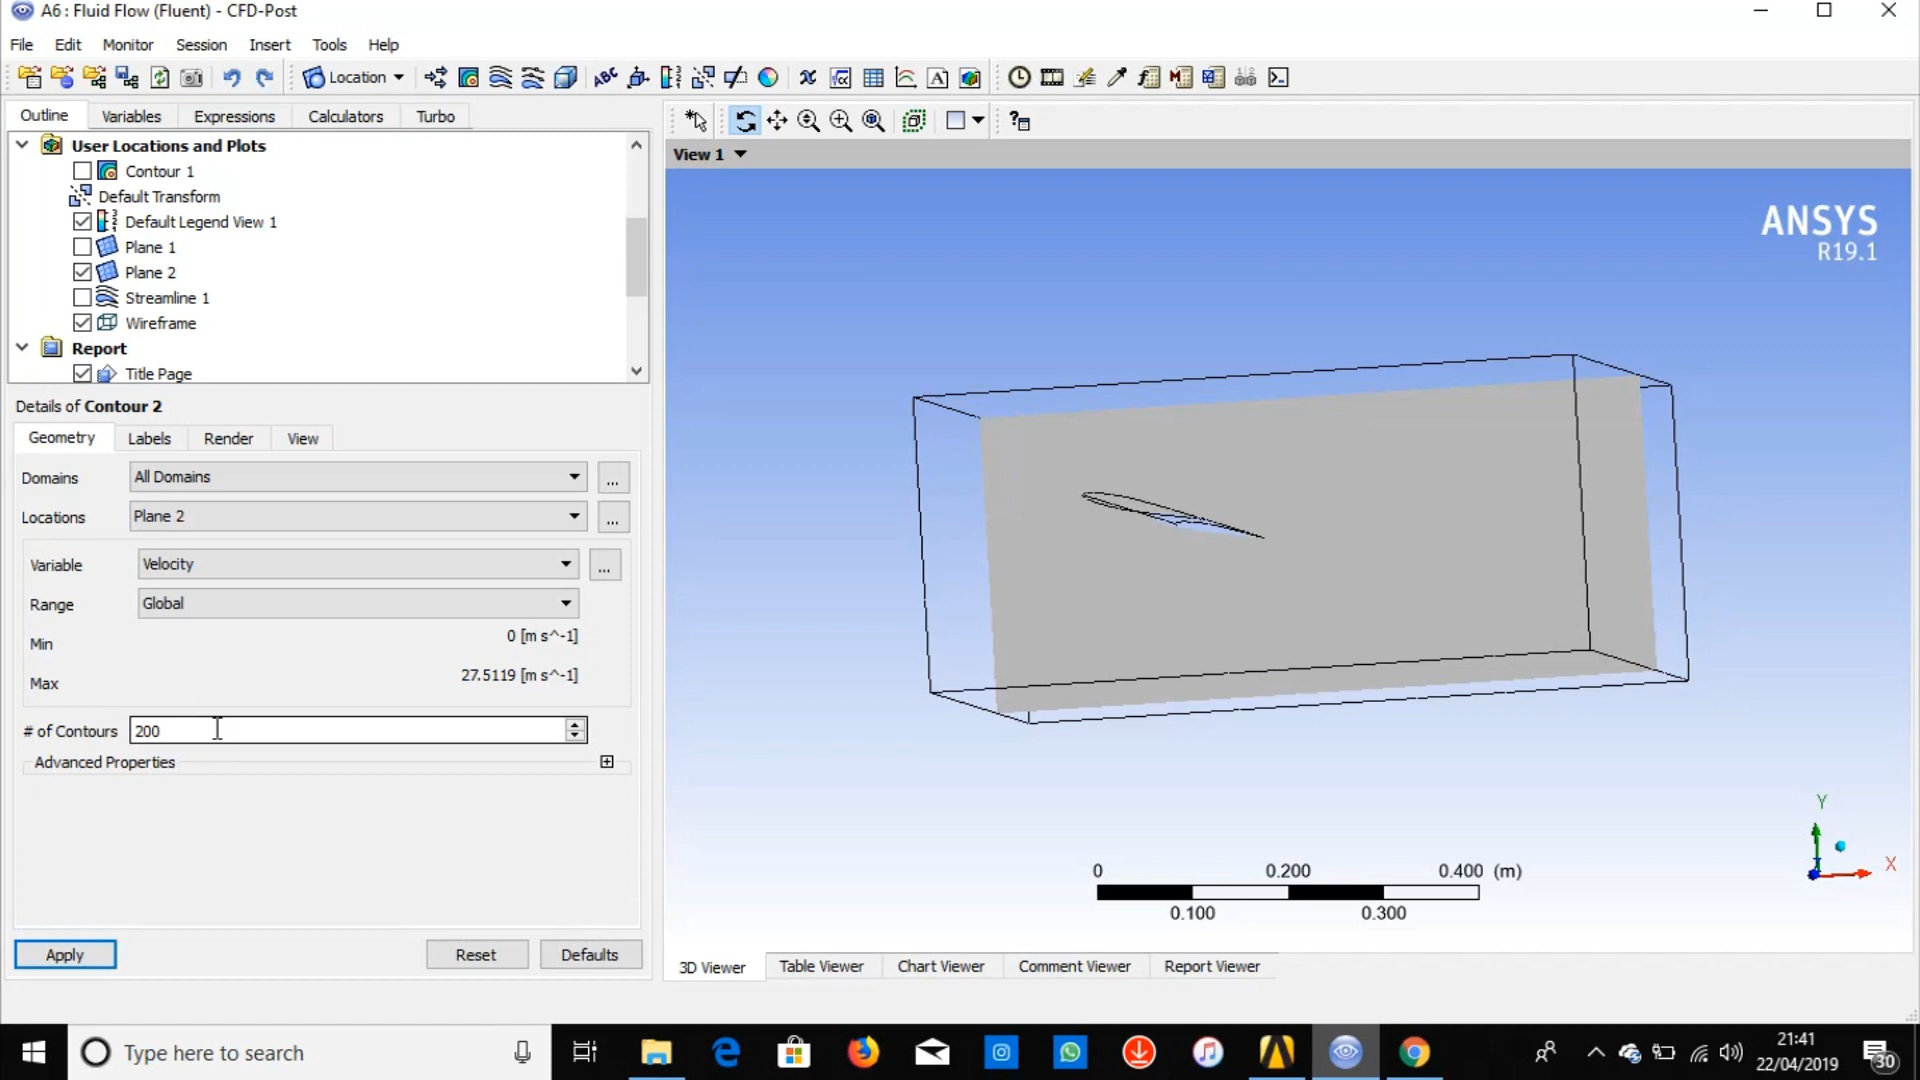 A6 : Fluid Flow (Fluent) - CFD-Post
File Edit Monitor Session Insert Tools Help
Location
Outline Variables Expressions Calculators Turbo
User Locations and Plots
Contour 1
Default Transform
Default Legend View 1
Plane 1
Plane 2
Streamline 1
Wireframe
Report
Title Page
Details of Contour 2
Geometry Labels Render View
Domains All Domains ...
Locations Plane 2 ...
Variable Velocity ...
Range Global
Min 0 [m s^-1]
Max 27.5119 [m s^-1]
# of Contours 200
Advanced Properties
Apply Reset Defaults
View 1
ANSYS
R19.1
Y
X
Z
0 0.200 0.400 (m)
0.100 0.300
3D Viewer Table Viewer Chart Viewer Comment Viewer Report Viewer
Type here to search
21:41
22/04/2019
30